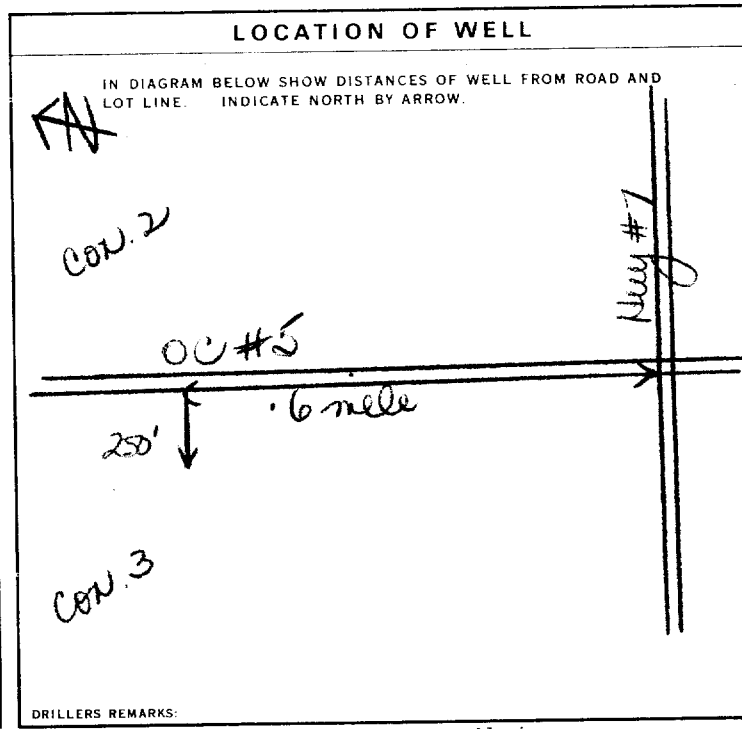 LOCATION OF WELL
IN DIAGRAM BELOW SHOW DISTANCES OF WELL FROM ROAD AND
LOT LINE. INDICATE NORTH BY ARROW.
N
CON. 2
Hwy #7
OC #5
.6 mile
250'
CON. 3
DRILLERS REMARKS: